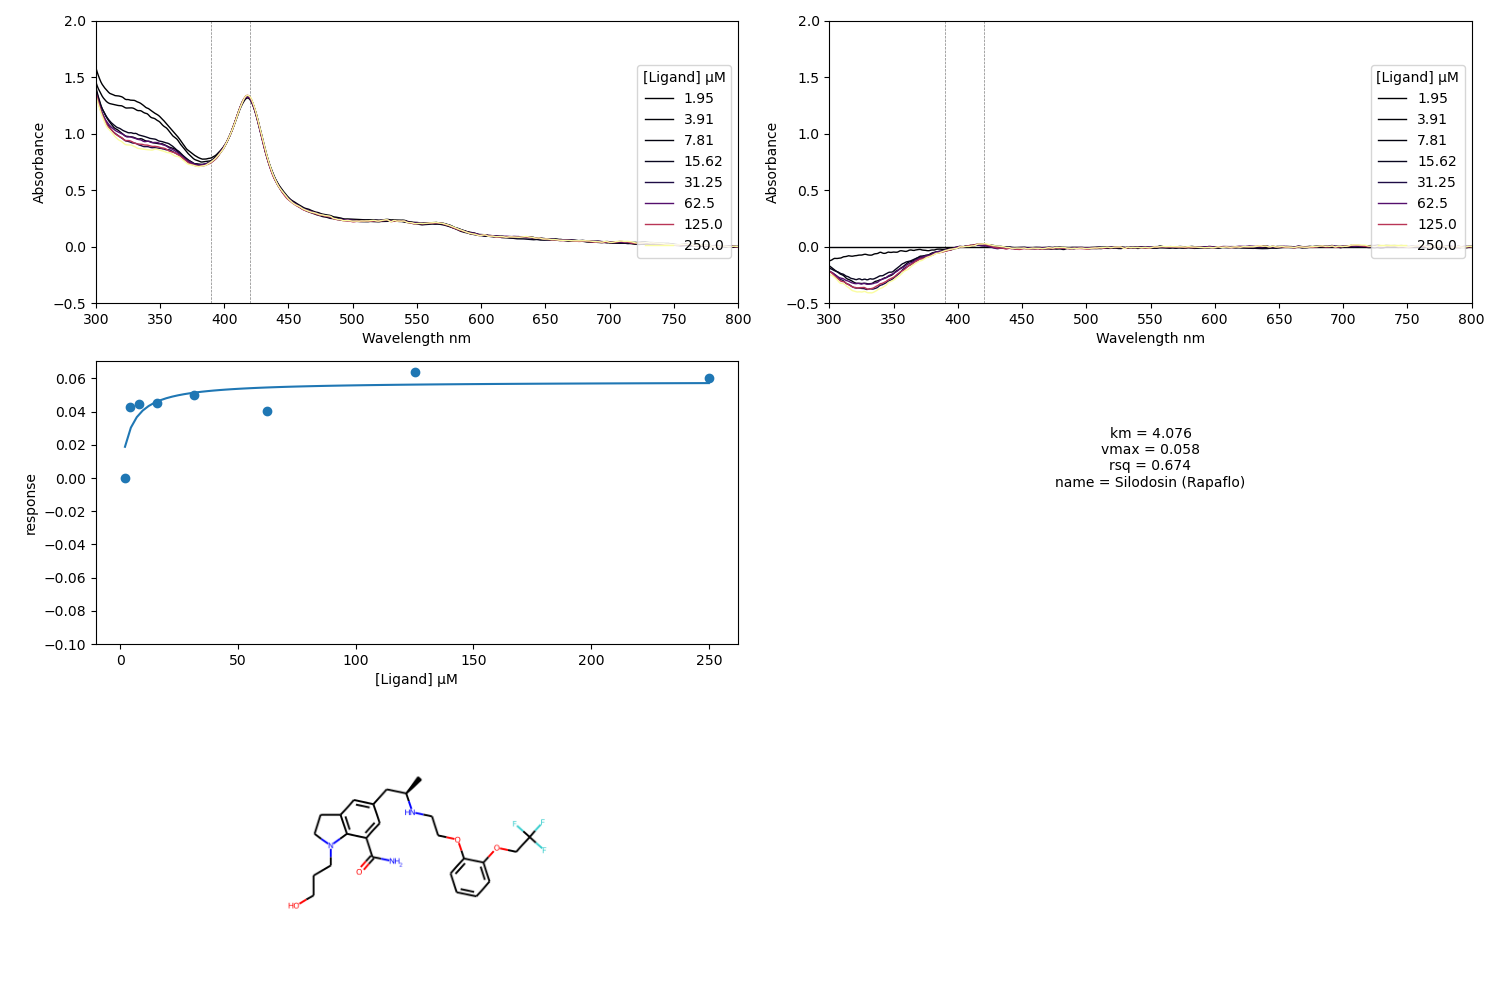 2.0
1.5
1.0
0.5
0.0
−0.5
Absorbance
300 350 400 450 500 550 600 650 700 750 800
Wavelength nm
[Ligand] µM
1.95
3.91
7.81
15.62
31.25
62.5
125.0
250.0
2.0
1.5
1.0
0.5
0.0
−0.5
Absorbance
300 350 400 450 500 550 600 650 700 750 800
Wavelength nm
[Ligand] µM
1.95
3.91
7.81
15.62
31.25
62.5
125.0
250.0
0.06
0.04
0.02
0.00
−0.02
−0.04
−0.06
−0.08
−0.10
response
0 50 100 150 200 250
[Ligand] µM
km = 4.076
vmax = 0.058
rsq = 0.674
name = Silodosin (Rapaflo)
HN
F
F
F
O
O
N
O
NH2
HO